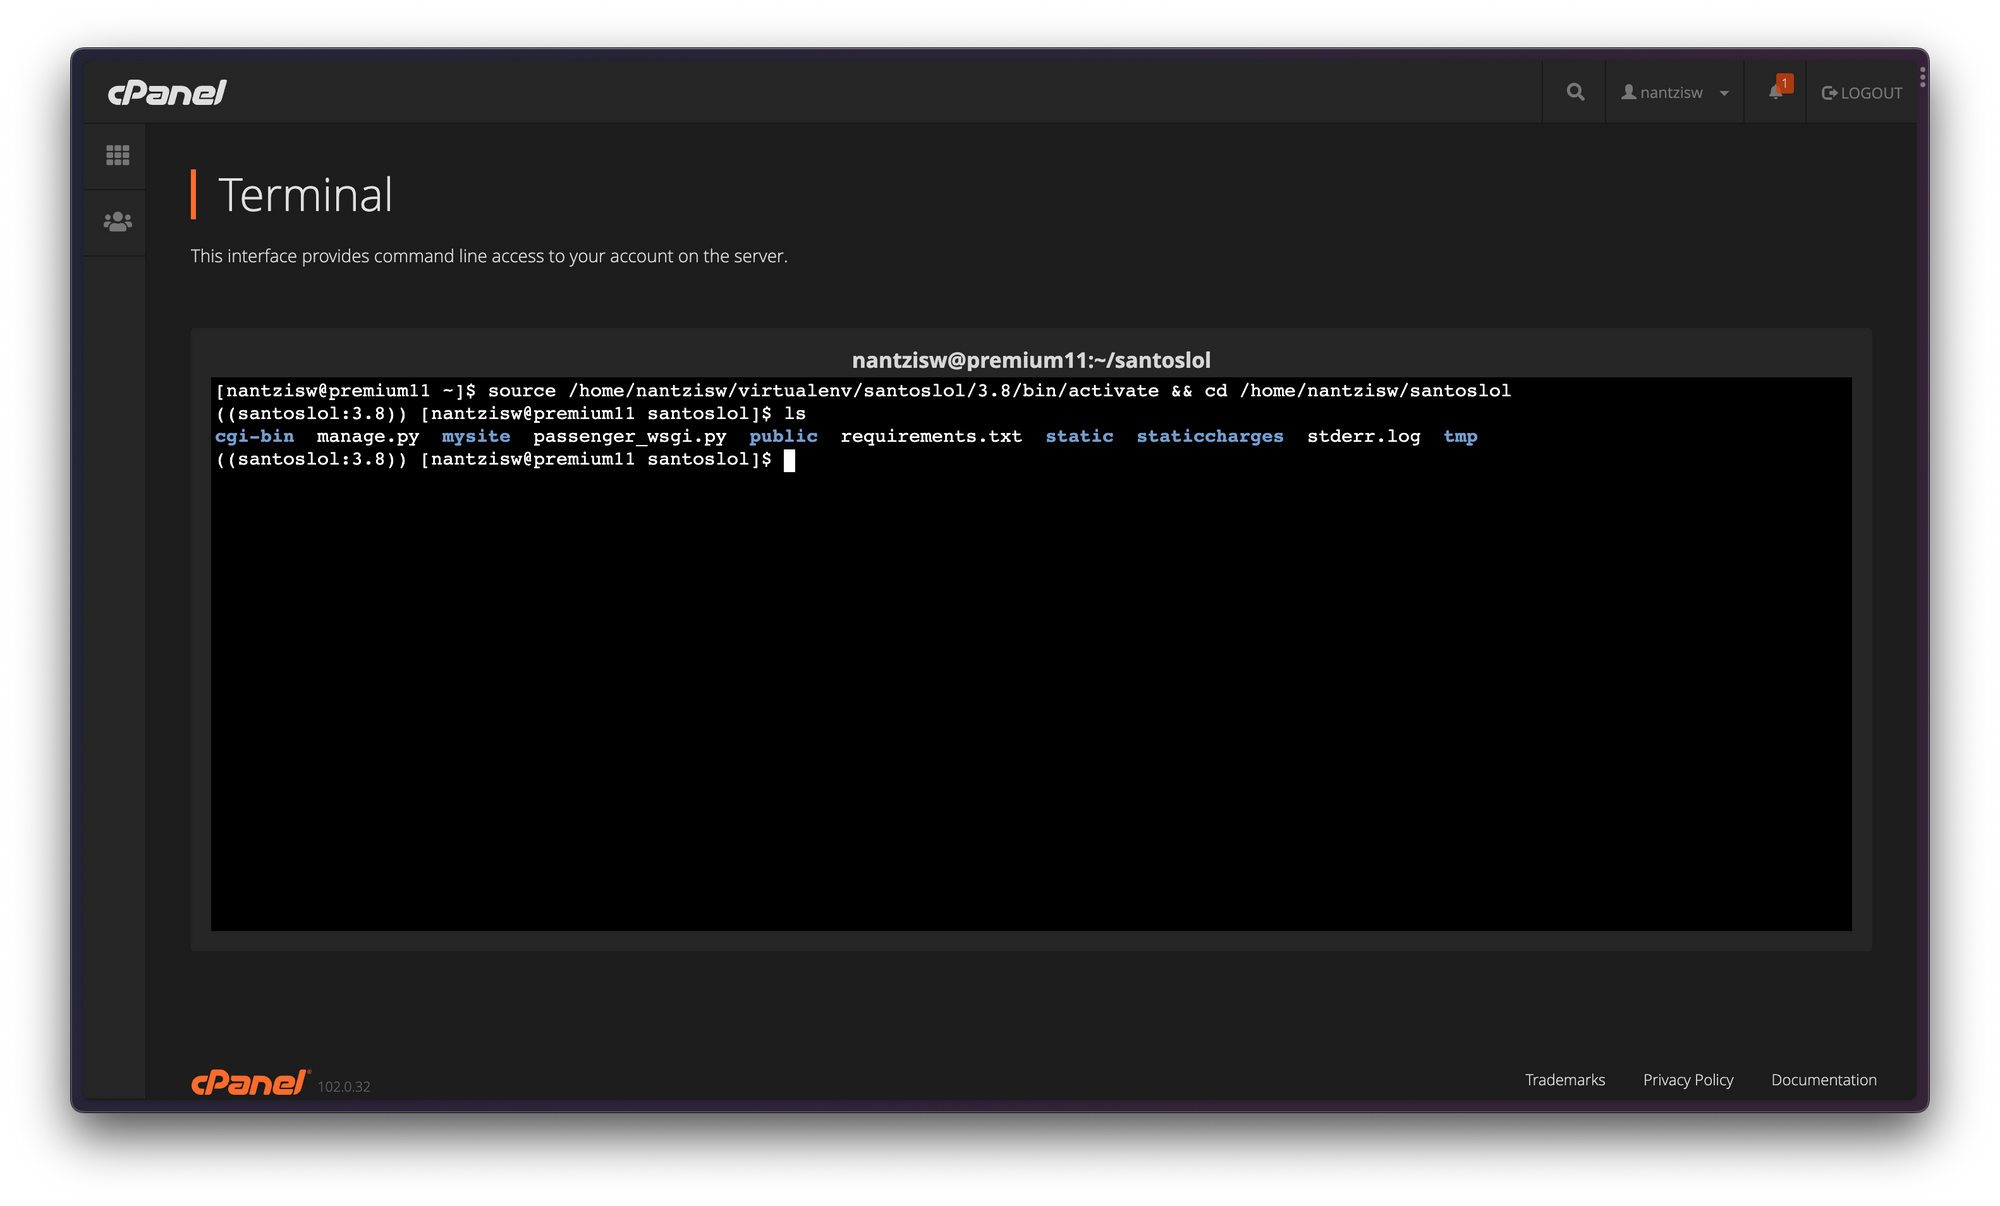 cPanel
nantzisw
1
LOGOUT
Terminal
This interface provides command line access to your account on the server.
nantzisw@premium11:~/santoslol
[nantzisw@premium11 ~]$ source /home/nantzisw/virtualenv/santoslol/3.8/bin/activate && cd /home/nantzisw/santoslol
((santoslol:3.8)) [nantzisw@premium11 santoslol]$ ls
cgi-bin  manage.py  mysite  passenger_wsgi.py  public  requirements.txt  static  staticcharges  stderr.log  tmp
((santoslol:3.8)) [nantzisw@premium11 santoslol]$
cPanel® 102.0.32
Trademarks Privacy Policy Documentation